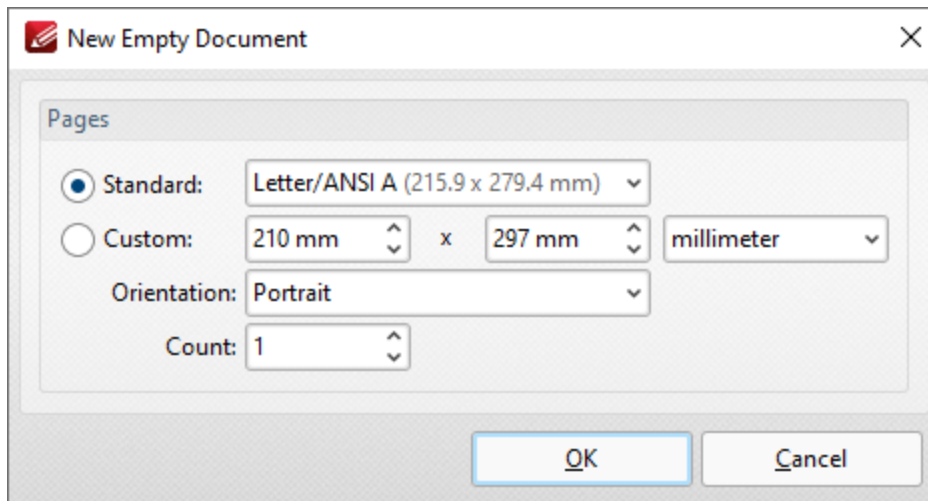 New Empty Document
Pages
Standard: Letter/ANSI A (215.9 x 279.4 mm)
Custom: 210 mm x 297 mm millimeter
Orientation: Portrait
Count: 1
OK Cancel